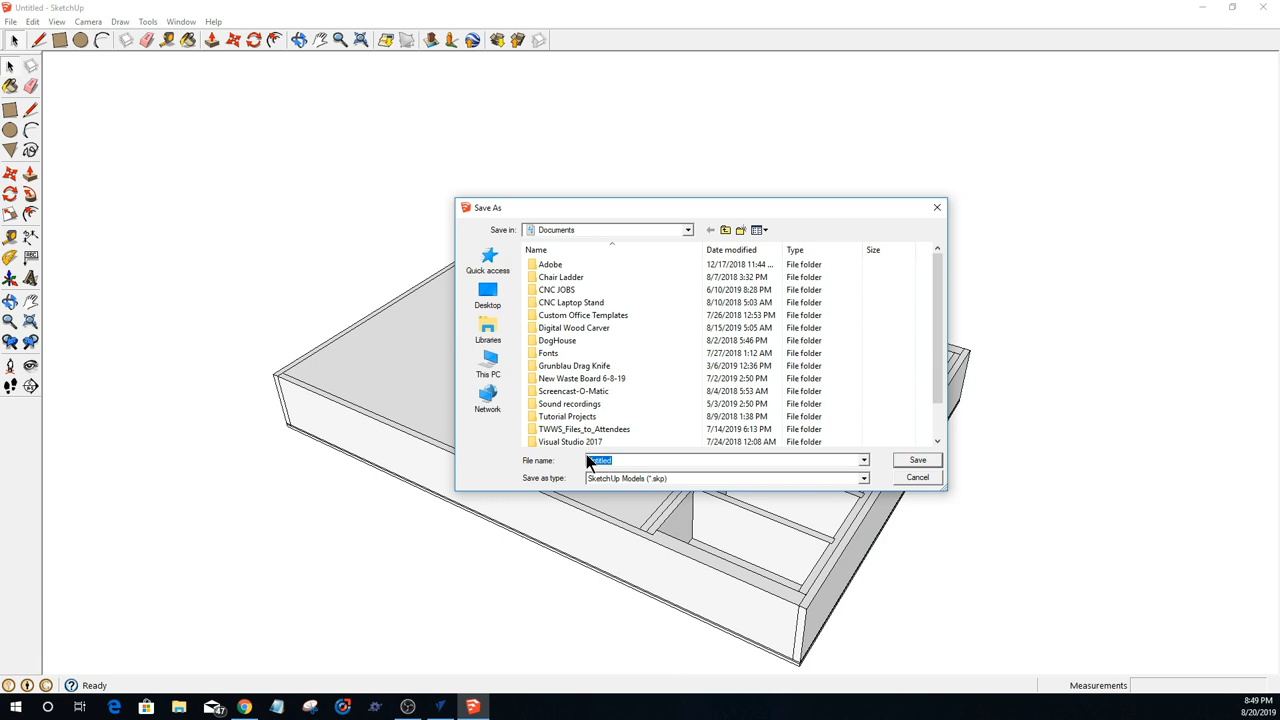 Untitled - SketchUp
File Edit View Camera Draw Tools Window Help
Save As
Save in: Documents
Name Date modified Type Size
Adobe 12/17/2018 11:44 ... File folder
Chair Ladder 8/7/2018 3:32 PM File folder
CNC JOBS 6/10/2019 8:28 PM File folder
CNC Laptop Stand 8/10/2018 5:03 AM File folder
Custom Office Templates 7/26/2018 12:53 PM File folder
Digital Wood Carver 8/15/2019 5:05 AM File folder
DogHouse 8/2/2018 5:46 PM File folder
Fonts 7/27/2018 1:12 AM File folder
Grunblau Drag Knife 3/6/2019 12:36 PM File folder
New Waste Board 6-8-19 7/2/2019 2:50 PM File folder
Screencast-O-Matic 8/4/2018 5:53 AM File folder
Sound recordings 5/3/2019 2:50 PM File folder
Tutorial Projects 8/9/2018 1:38 PM File folder
TWWS_Files_to_Attendees 7/14/2019 6:13 PM File folder
Visual Studio 2017 7/24/2018 12:08 AM File folder
Quick access
Desktop
Libraries
This PC
Network
File name: Untitled Save
Save as type: SketchUp Models (*.skp) Cancel
Ready Measurements
47
8:49 PM
8/20/2019